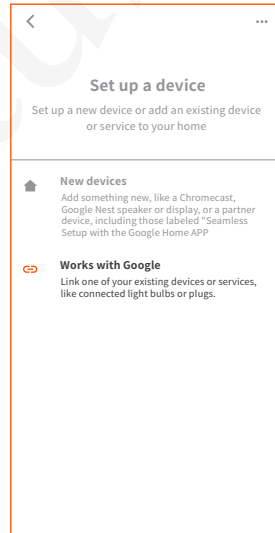 Set up a device
Set up a new device or add an existing device
or service to your home
New devices
Add something new, like a Chromecast,
Google Nest speaker or display, or a partner
device, including those labeled "Seamless
Setup with the Google Home APP
Works with Google
Link one of your existing devices or services,
like connected light bulbs or plugs.